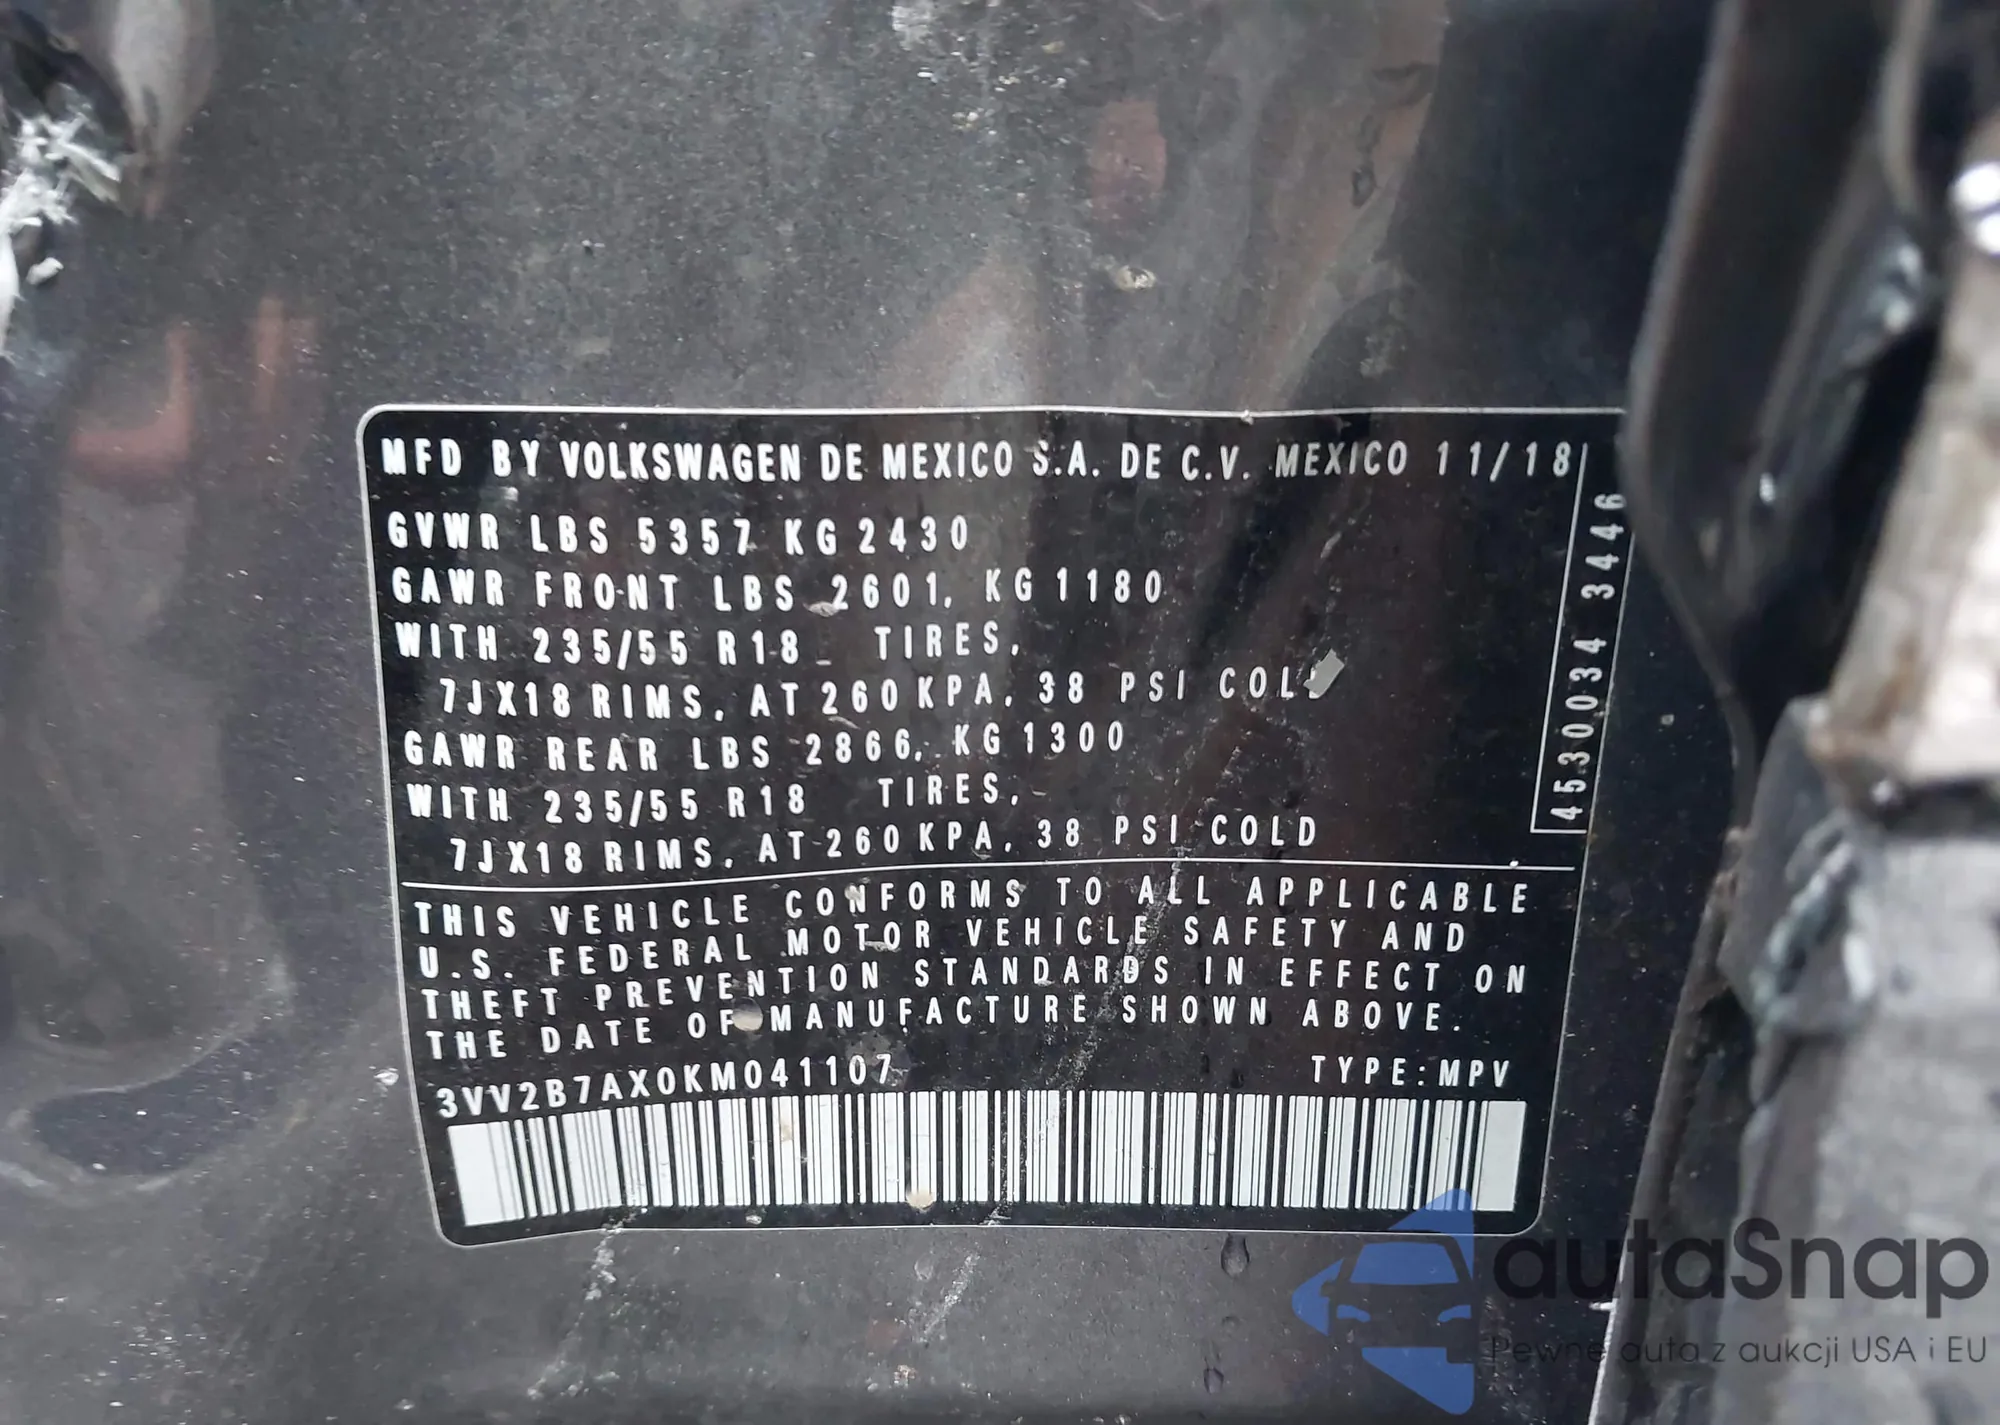 MFD BY VOLKSWAGEN DE MEXICO S.A. DE C.V. MEXICO 11/18
GVWR LBS 5357 KG 2430
GAWR FRONT LBS 2601, KG 1180
WITH 235/55 R18 TIRES,
7JX18 RIMS, AT 260 KPA, 38 PSI COLD
GAWR REAR LBS 2866, KG 1300
WITH 235/55 R18 TIRES,
7JX18 RIMS, AT 260 KPA, 38 PSI COLD
45300034 3446
THIS VEHICLE CONFORMS TO ALL APPLICABLE
U.S. FEDERAL MOTOR VEHICLE SAFETY AND
THEFT PREVENTION STANDARDS IN EFFECT ON
THE DATE OF MANUFACTURE SHOWN ABOVE.
3VV2B7AX0KM041107 TYPE: MPV
autaSnap
Pewne auta z aukcji USA i EU